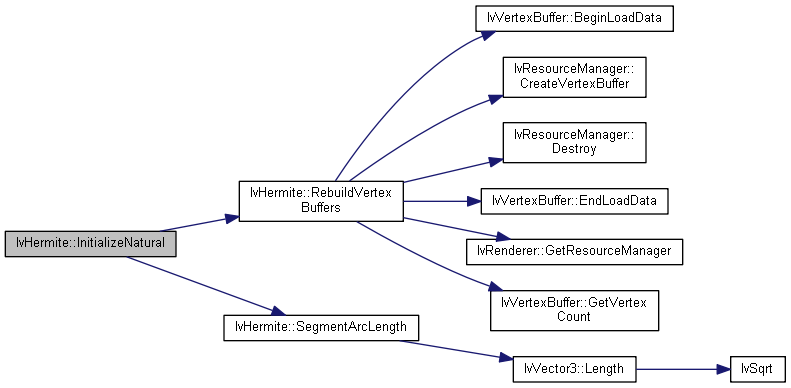 IvVertexBuffer::BeginLoadData
IvResourceManager::
CreateVertexBuffer
IvResourceManager::
Destroy
IvHermite::RebuildVertex
Buffers
IvVertexBuffer::EndLoadData
IvHermite::InitializeNatural
IvRenderer::GetResourceManager
IvVertexBuffer::GetVertex
Count
IvHermite::SegmentArcLength
IvVector3::Length
IvSqrt